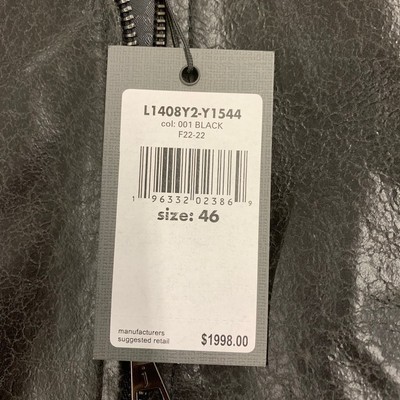 L1408Y2-Y1544
col: 001 BLACK
F22-22
1 96332 02386 9
size: 46
manufacturers
suggested retail
$1998.00